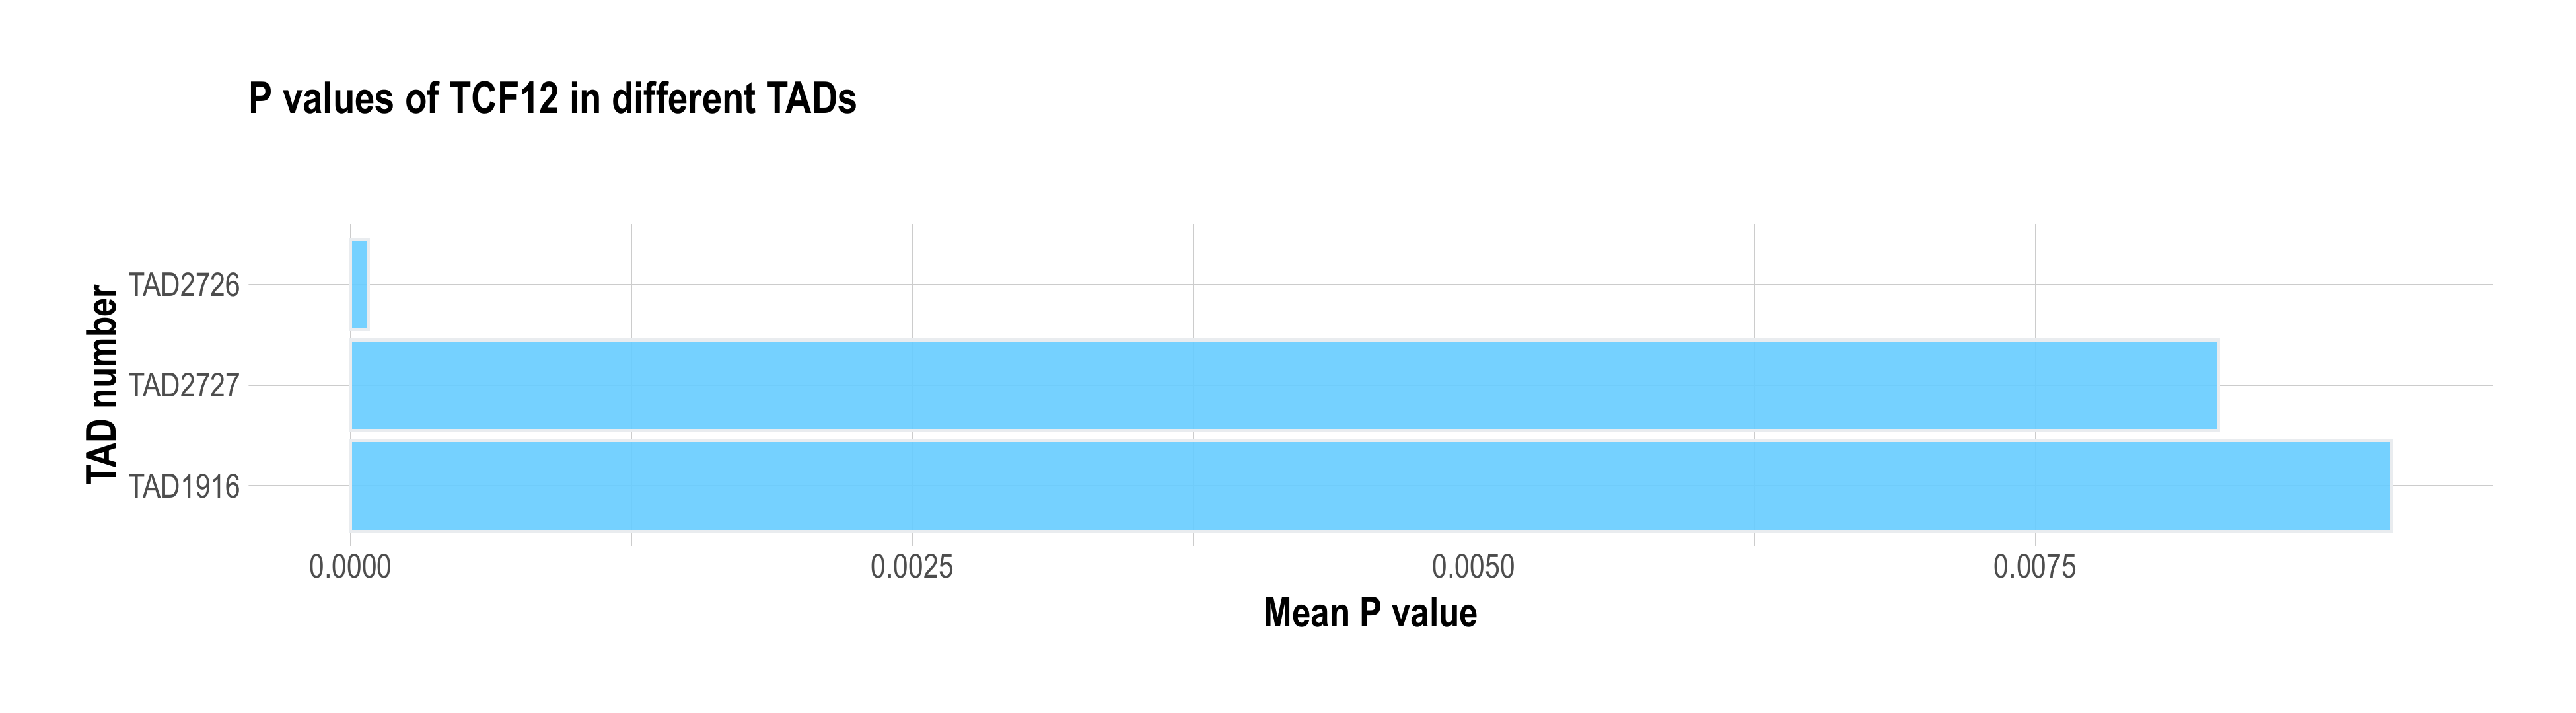 P values of TCF12 in different TADs
TAD number
TAD2726
TAD2727
TAD1916
0.0000 0.0025 0.0050 0.0075
Mean P value